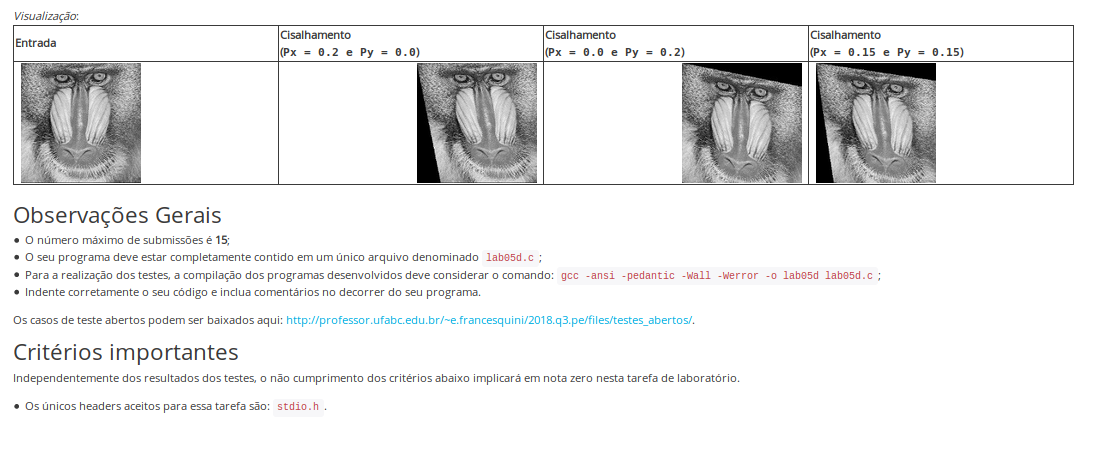 Visualização:
Entrada
Cisalhamento
(Px = 0.2 e Py = 0.0)
Cisalhamento
(Px = 0.0 e Py = 0.2)
Cisalhamento
(Px = 0.15 e Py = 0.15)
Observações Gerais
• O número máximo de submissões é 15;
• O seu programa deve estar completamente contido em um único arquivo denominado lab05d.c ;
• Para a realização dos testes, a compilação dos programas desenvolvidos deve considerar o comando: gcc -ansi -pedantic -Wall -Werror -o lab05d lab05d.c ;
• Indente corretamente o seu código e inclua comentários no decorrer do seu programa.
Os casos de teste abertos podem ser baixados aqui: http://professor.ufabc.edu.br/~e.francesquini/2018.q3.pe/files/testes_abertos/.
Critérios importantes
Independentemente dos resultados dos testes, o não cumprimento dos critérios abaixo implicará em nota zero nesta tarefa de laboratório.
• Os únicos headers aceitos para essa tarefa são: stdio.h .